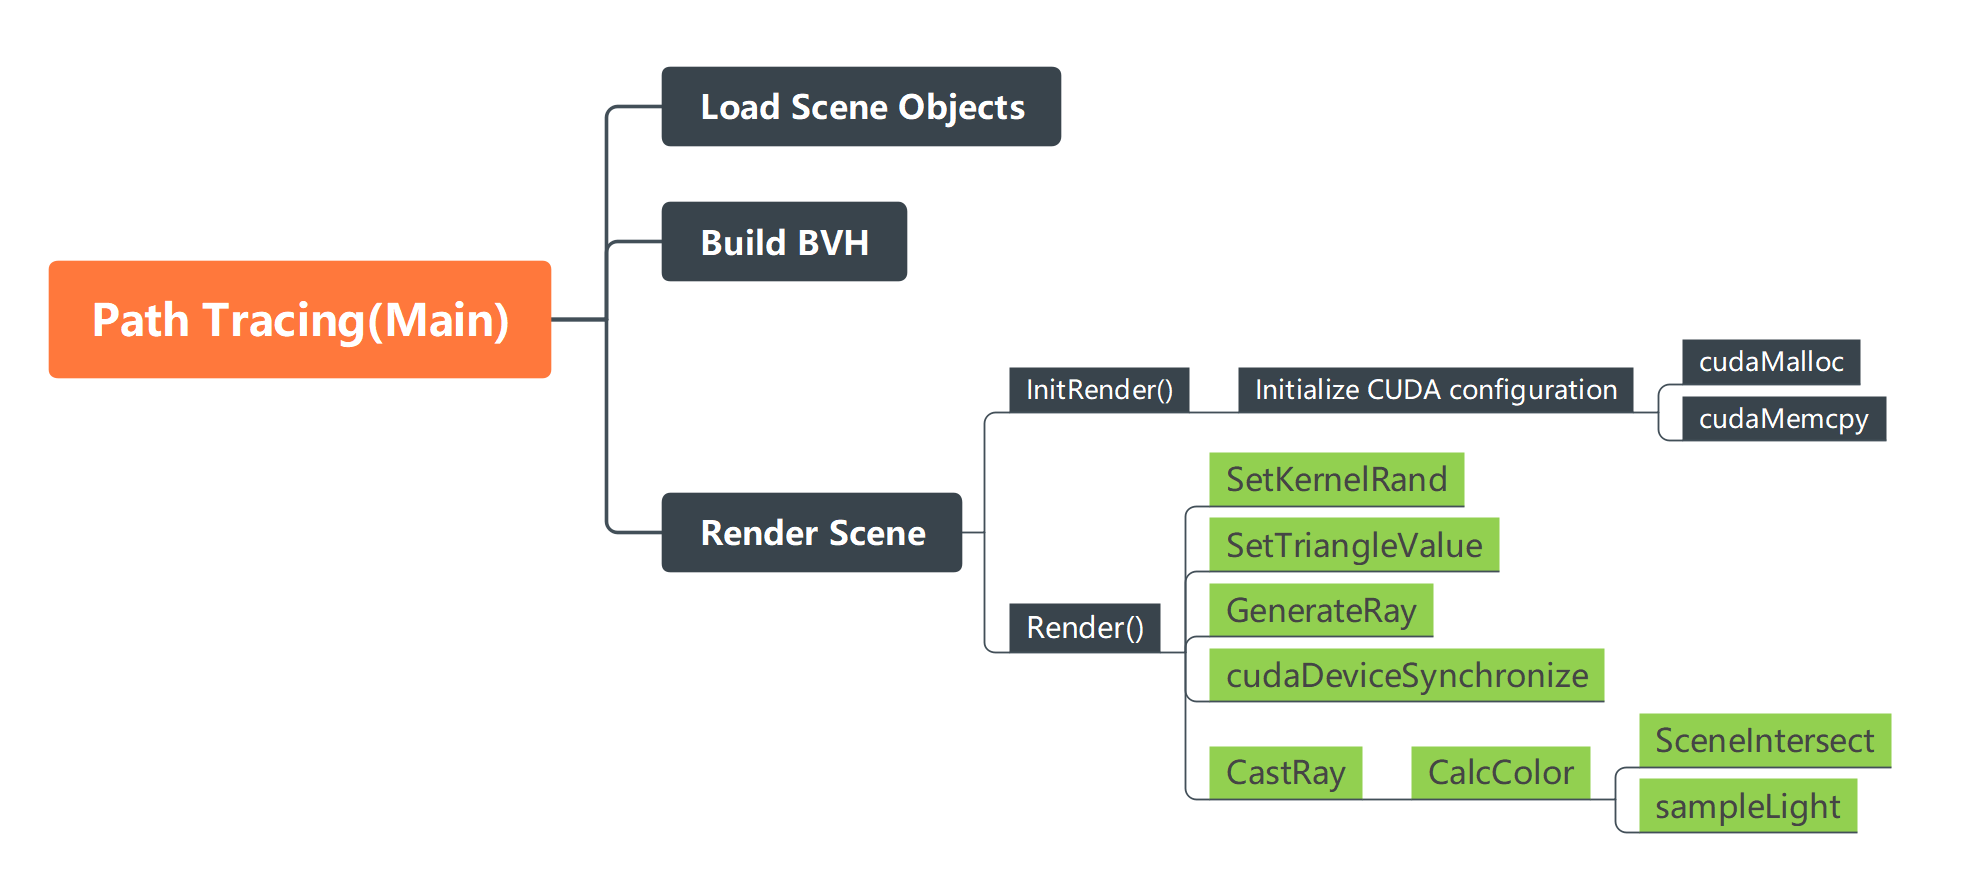 Path Tracing(Main)
Load Scene Objects
Build BVH
Render Scene
InitRender()
Initialize CUDA configuration
cudaMalloc
cudaMemcpy
Render()
SetKernelRand
SetTriangleValue
GenerateRay
cudaDeviceSynchronize
CastRay
CalcColor
SceneIntersect
sampleLight